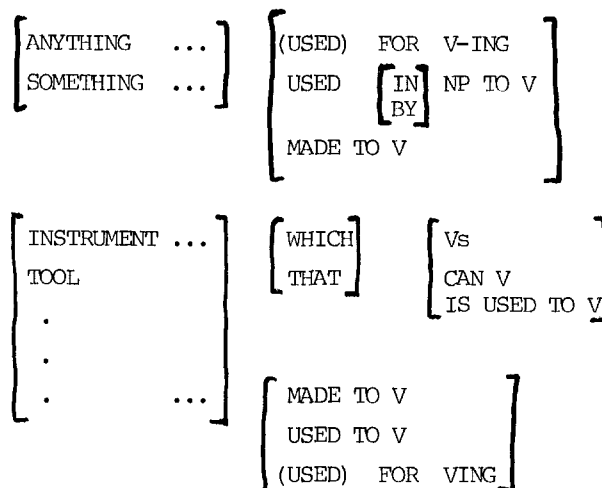 ANYTHING ... (USED) FOR V-ING
SOMETHING ... USED IN NP TO V
BY
MADE TO V
INSTRUMENT ... WHICH Vs
TOOL THAT CAN V
. IS USED TO V
.
. ... MADE TO V
USED TO V
(USED) FOR VING